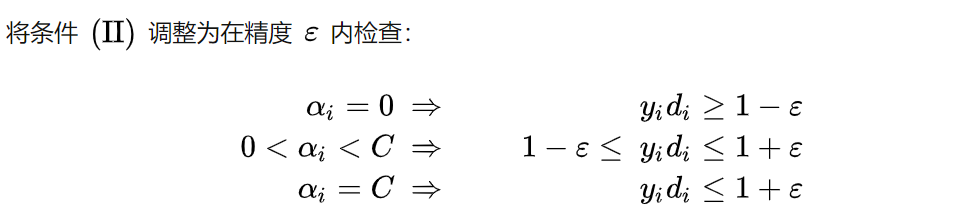 将条件 (II) 调整为在精度 ε 内检查：
αᵢ = 0 ⇒ yᵢdᵢ ≥ 1 − ε
0 < αᵢ < C ⇒ 1 − ε ≤ yᵢdᵢ ≤ 1 + ε
αᵢ = C ⇒ yᵢdᵢ ≤ 1 + ε